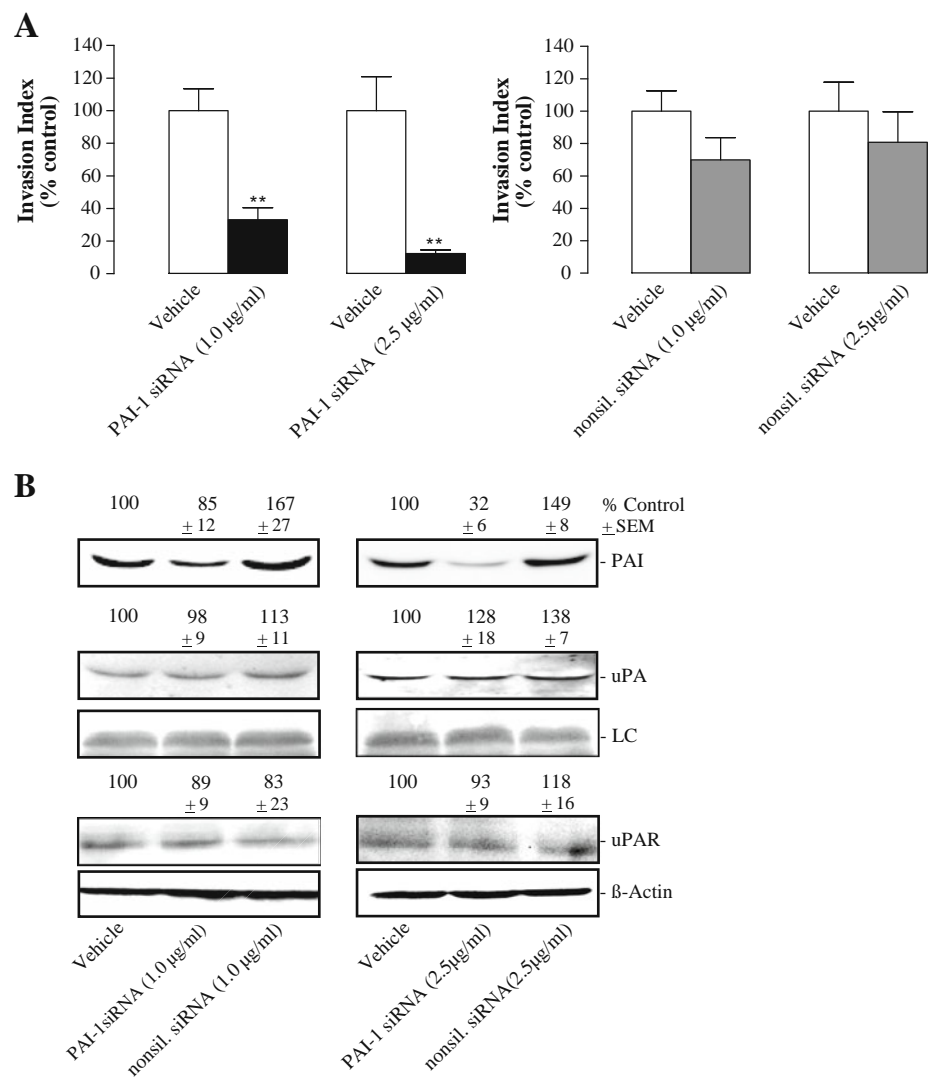 A
Invasion Index
(% control)
140
120
100
80
60
40
20
0
**
**
Vehicle
PAI-1 siRNA (1.0 µg/ml)
Vehicle
PAI-1 siRNA (2.5 µg/ml)
Invasion Index
(% control)
140
120
100
80
60
40
20
0
Vehicle
nonsil. siRNA (1.0 µg/ml)
Vehicle
nonsil. siRNA (2.5µg/ml)
B
100 85 167
±12 ±27
100 32 149 % Control
±6 ±8 ±SEM
- PAI
100 98 113
±9 ±11
100 128 138
±18 ±7
- uPA
- LC
100 89 83
±9 ±23
100 93 118
±9 ±16
- uPAR
- ß-Actin
Vehicle
PAI-1siRNA (1.0 µg/ml)
nonsil. siRNA (1.0 µg/ml)
Vehicle
PAI-1 siRNA (2.5µg/ml)
nonsil. siRNA(2.5µg/ml)